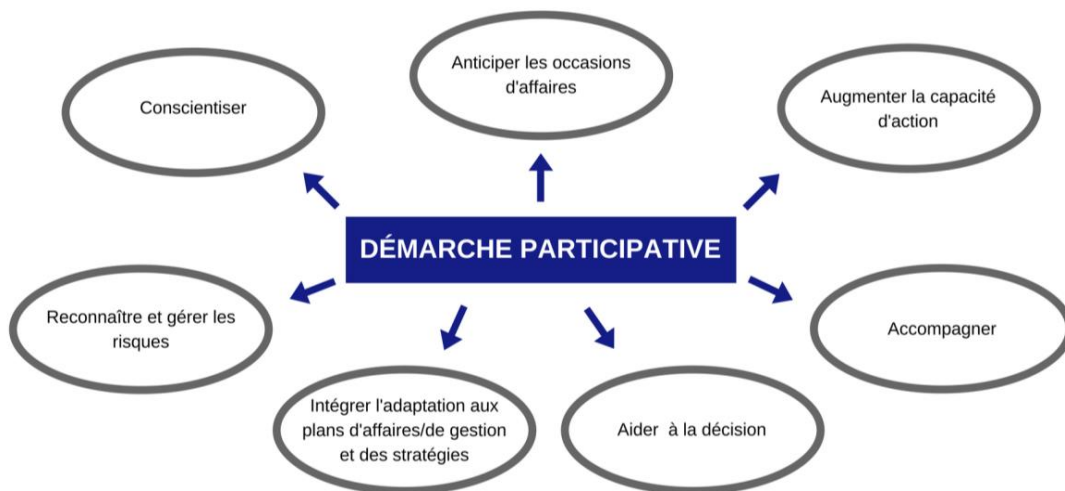 Anticiper les occasions
d'affaires
Conscientiser
Augmenter la capacité
d'action
DÉMARCHE PARTICIPATIVE
Reconnaître et gérer les
risques
Accompagner
Intégrer l'adaptation aux
plans d'affaires/de gestion
et des stratégies
Aider à la décision